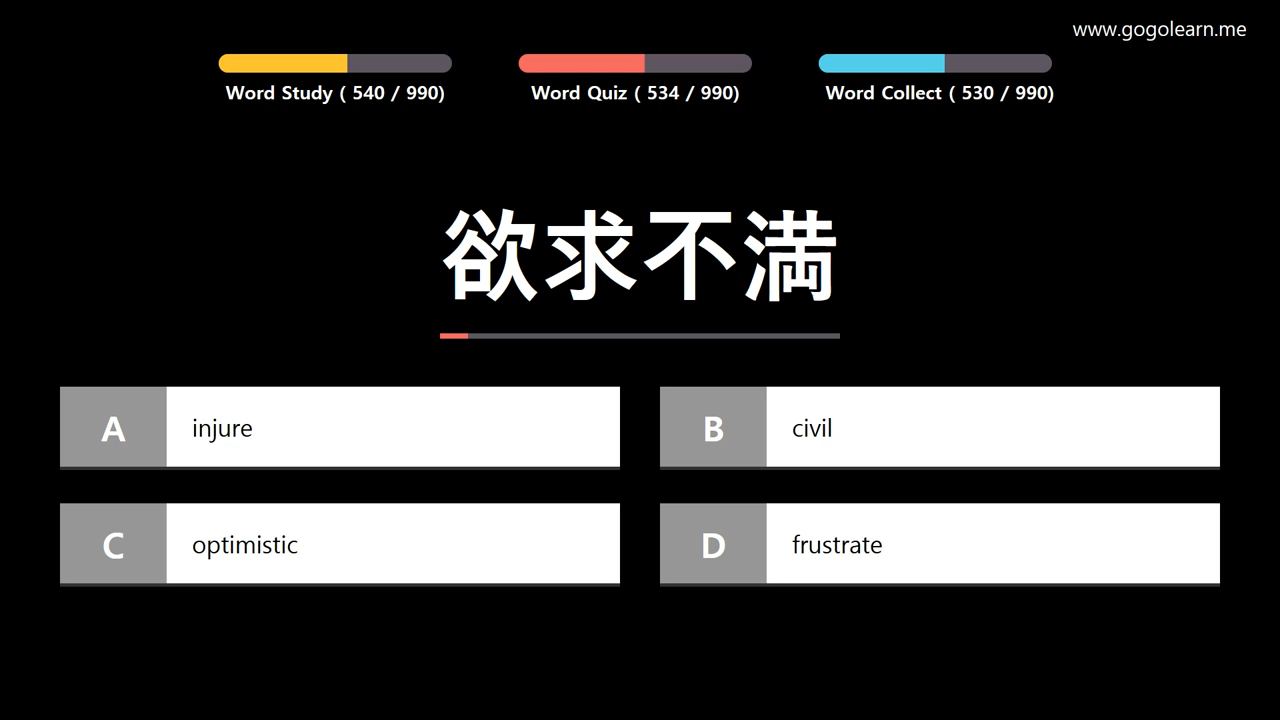 www.gogolearn.me
Word Study ( 540 / 990)
Word Quiz ( 534 / 990)
Word Collect ( 530 / 990)
欲求不満
A
injure
B
civil
C
optimistic
D
frustrate